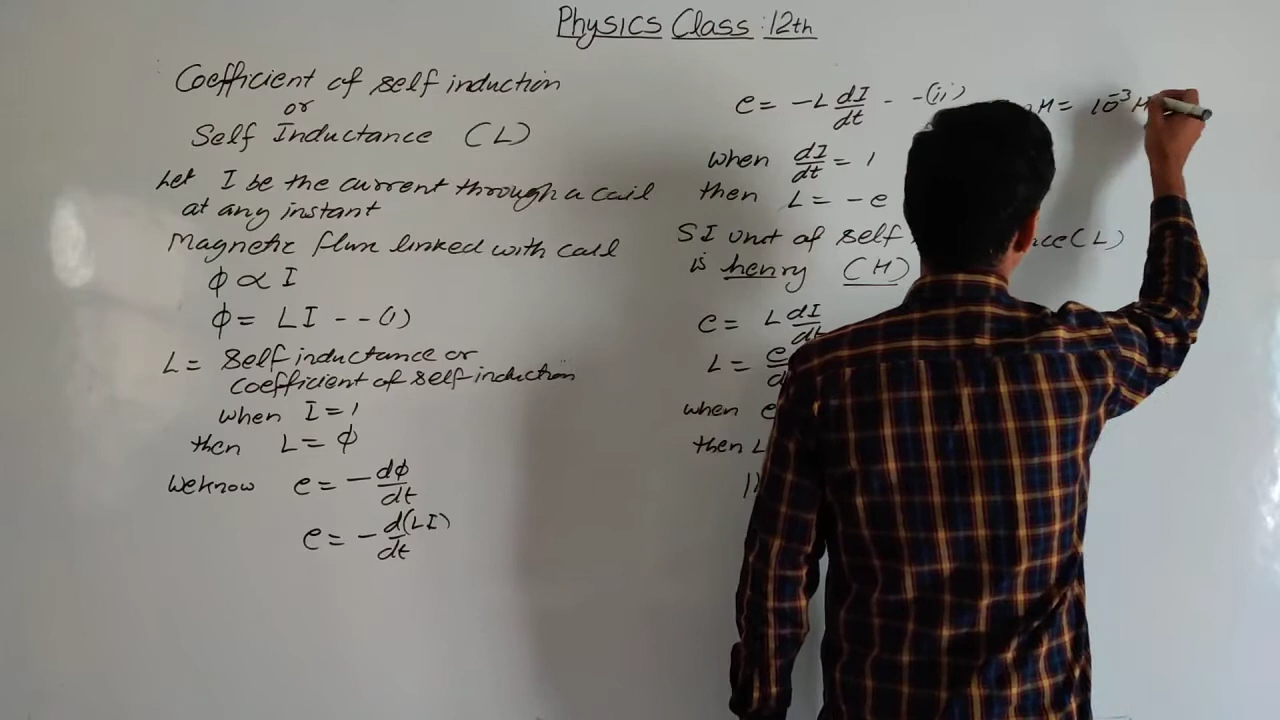 Physics Class :12th
Coefficient of self induction
or
Self Inductance (L)
Let I be the current through a coil
at any instant
Magnetic flux linked with coil
ϕ ∝ I
ϕ = LI --(1)
L = Self inductance or
coefficient of self induction
when I=1
then L = ϕ
We know e = -dϕ/dt
e = -d(LI)/dt
e = -L dI/dt - -(ii)
when dI/dt = 1
then L = -e
SI unit of self (L)
is henry (H)
e = L dI/dt
L = e
when e
then L
H = 10⁻³ H